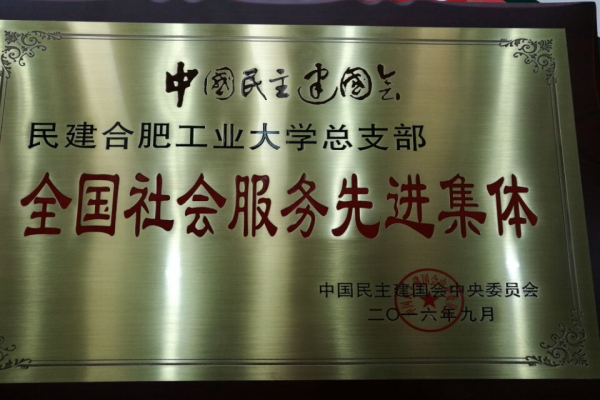 中國民主建國会
民建合肥工业大学总支部
全国社会服务先进集体
中国民主建国会中央委员会
二〇一六年九月